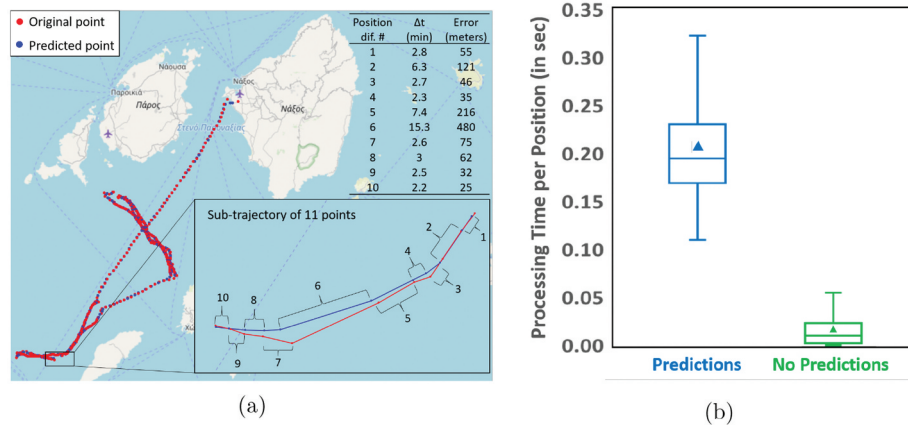 Original point
Predicted point
Position dif. # Δt (min) Error (meters)
1 2.8 55
2 6.3 121
3 2.7 46
4 2.3 35
5 7.4 216
6 15.3 480
7 2.6 75
8 3 62
9 2.5 32
10 2.2 25
Νάουσα
Παροικιά
Πάρος
Νάξος
Νάξος
Sub-trajectory of 11 points
1
2
3
4
5
6
7
8
9
10
(a)
Processing Time per Position (in sec)
0.35
0.30
0.25
0.20
0.15
0.10
0.05
0.00
Predictions
No Predictions
(b)